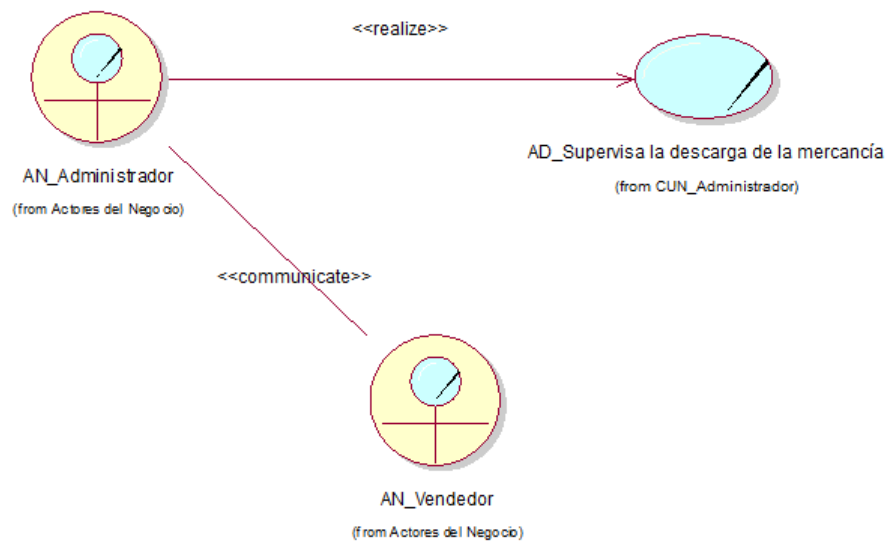 <<realize>>
AD_Supervisa la descarga de la mercancía
(from CUN_Administrador)
AN_Administrador
(from Actores del Negocio)
<<communicate>>
AN_Vendedor
(from Actores del Negocio)